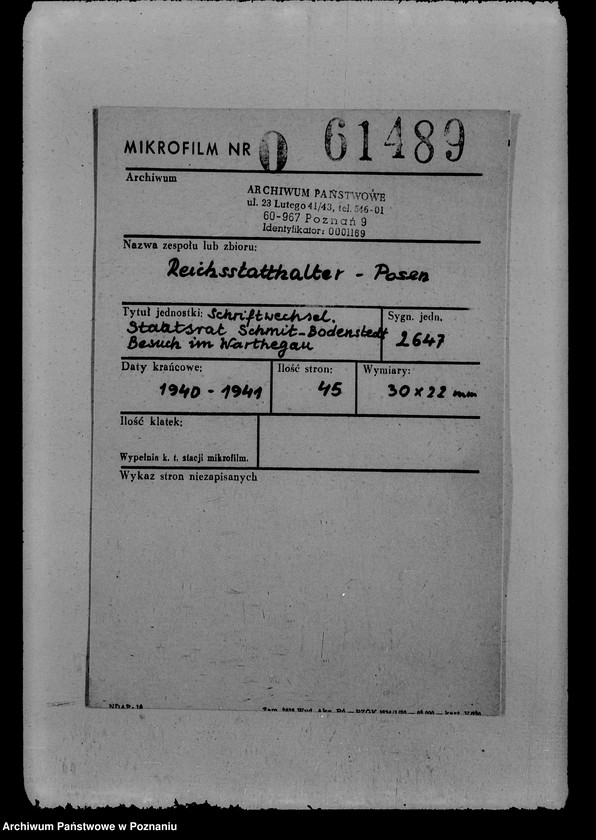 MIKROFILM NR 0 61489
Archiwum
ARCHIWUM PAŃSTWOWE
ul. 23 Lutego 41/43, tel. 546-01
60-967 Poznań 9
Identyfikator: 0001189
Nazwa zespołu lub zbioru:
Reichsstatthalter - Posen
Tytuł jednostki: Schriftwechsel.
Staatsrat Schmit-Bodenstedt
Besuch im Warthegau
Sygn. jedn.
2647
Daty krańcowe:
1940 - 1941
Ilość stron:
45
Wymiary:
30 x 22 mm
Ilość klatek:
Wypełnia k. t. stacji mikrofilm.
Wykaz stron niezapisanych
Archiwum Państwowe w Poznaniu